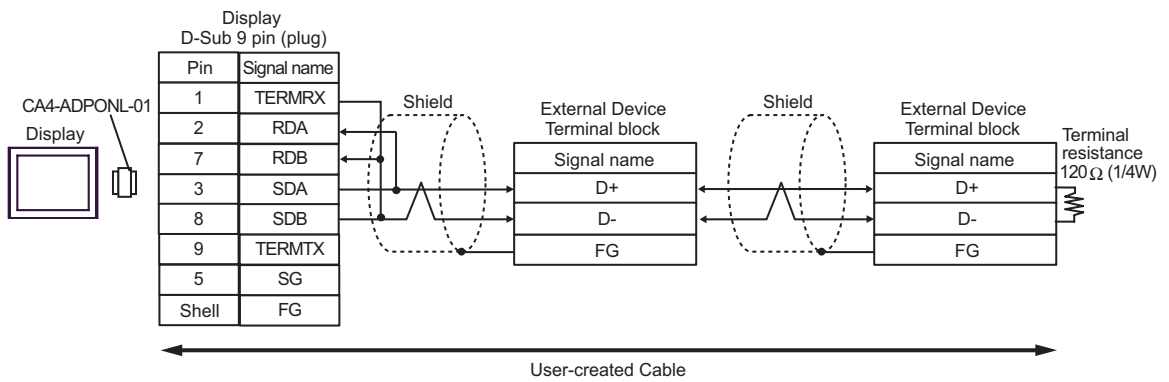 Display
D-Sub 9 pin (plug)
Pin Signal name
1 TERMRX
2 RDA
7 RDB
3 SDA
8 SDB
9 TERMTX
5 SG
Shell FG
CA4-ADPONL-01
Display
Shield
External Device
Terminal block
Signal name
D+
D-
FG
Shield
External Device
Terminal block
Signal name
D+
D-
FG
Terminal
resistance
120Ω (1/4W)
User-created Cable